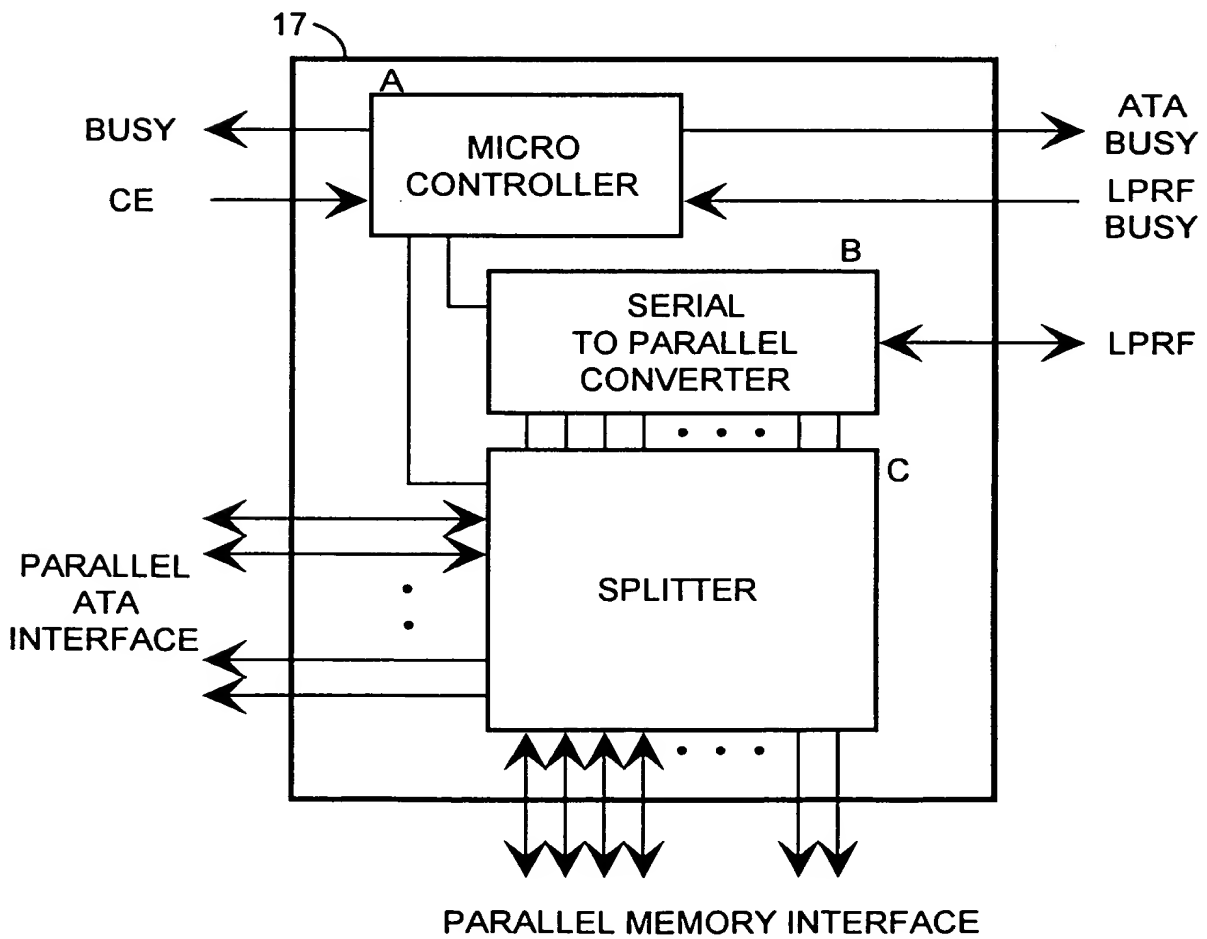 17
A
BUSY
CE
MICRO
CONTROLLER
ATA
BUSY
LPRF
BUSY
B
SERIAL
TO PARALLEL
CONVERTER
LPRF
C
SPLITTER
PARALLEL
ATA
INTERFACE
PARALLEL MEMORY INTERFACE